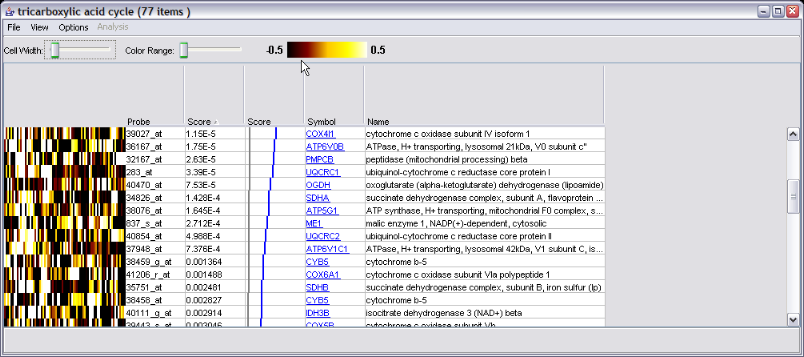 tricarboxylic acid cycle (77 items )
File View Options Analysis
Cell Width: Color Range: -0.5 0.5
Probe Score Score Symbol Name
39027_at 1.15E-5 COX4I1 cytochrome c oxidase subunit IV isoform 1
36167_at 1.75E-5 ATP6V0B ATPase, H+ transporting, lysosomal 21kDa, V0 subunit c"
32167_at 2.63E-5 PMPCB peptidase (mitochondrial processing) beta
283_at 3.39E-5 UQCRC1 ubiquinol-cytochrome c reductase core protein I
40470_at 7.53E-5 OGDH oxoglutarate (alpha-ketoglutarate) dehydrogenase (lipoamide)
34826_at 1.428E-4 SDHA succinate dehydrogenase complex, subunit A, flavoprotein ...
38076_at 1.645E-4 ATP5G1 ATP synthase, H+ transporting, mitochondrial F0 complex, s...
837_s_at 2.712E-4 ME1 malic enzyme 1, NADP(+)-dependent, cytosolic
40854_at 4.988E-4 UQCRC2 ubiquinol-cytochrome c reductase core protein II
37948_at 7.376E-4 ATP6V1C1 ATPase, H+ transporting, lysosomal 42kDa, V1 subunit C, is...
38459_g_at 0.001364 CYB5 cytochrome b-5
41206_r_at 0.001488 COX6A1 cytochrome c oxidase subunit VIa polypeptide 1
35751_at 0.002481 SDHB succinate dehydrogenase complex, subunit B, iron sulfur (Ip)
38458_at 0.002827 CYB5 cytochrome b-5
40111_g_at 0.002914 IDH3B isocitrate dehydrogenase 3 (NAD+) beta
39443_s_at 0.003046 COX5B cytochrome c oxidase subunit Vb